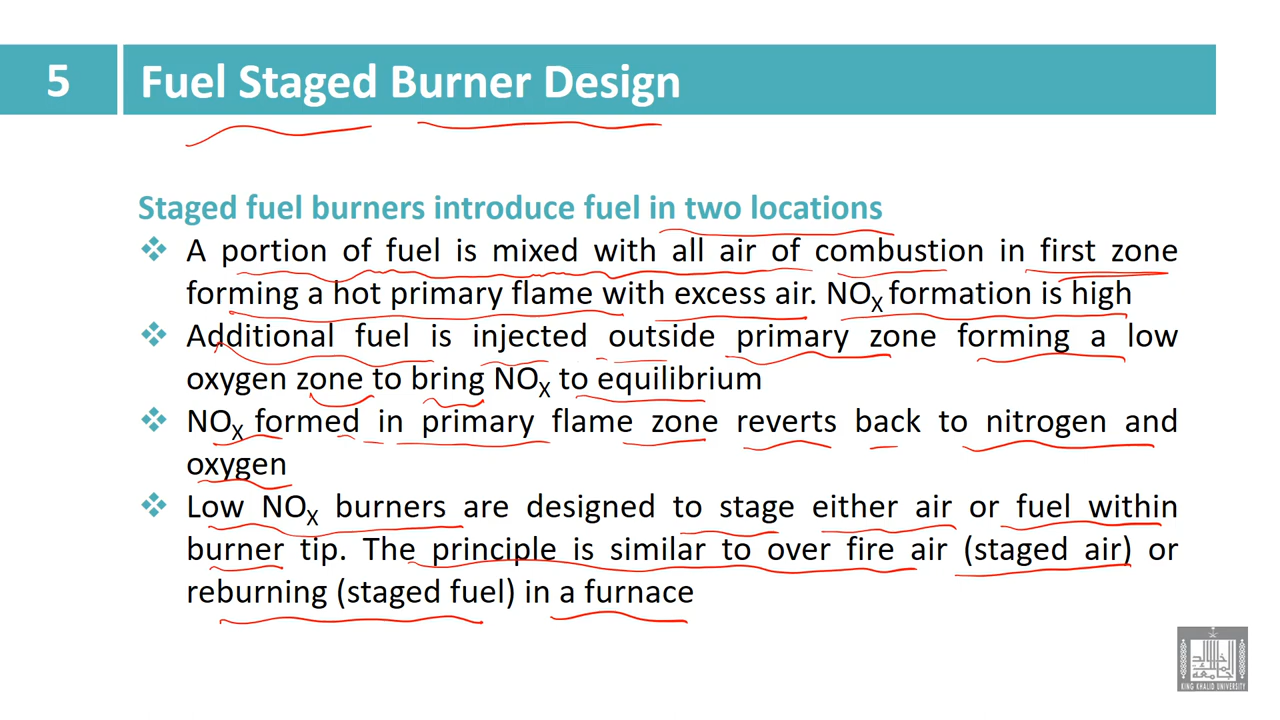 5
Fuel Staged Burner Design
Staged fuel burners introduce fuel in two locations
❖ A portion of fuel is mixed with all air of combustion in first zone
forming a hot primary flame with excess air. NOX formation is high
❖ Additional fuel is injected outside primary zone forming a low
oxygen zone to bring NOX to equilibrium
❖ NOX formed in primary flame zone reverts back to nitrogen and
oxygen
❖ Low NOX burners are designed to stage either air or fuel within
burner tip. The principle is similar to over fire air (staged air) or
reburning (staged fuel) in a furnace
KING KHALID UNIVERSITY